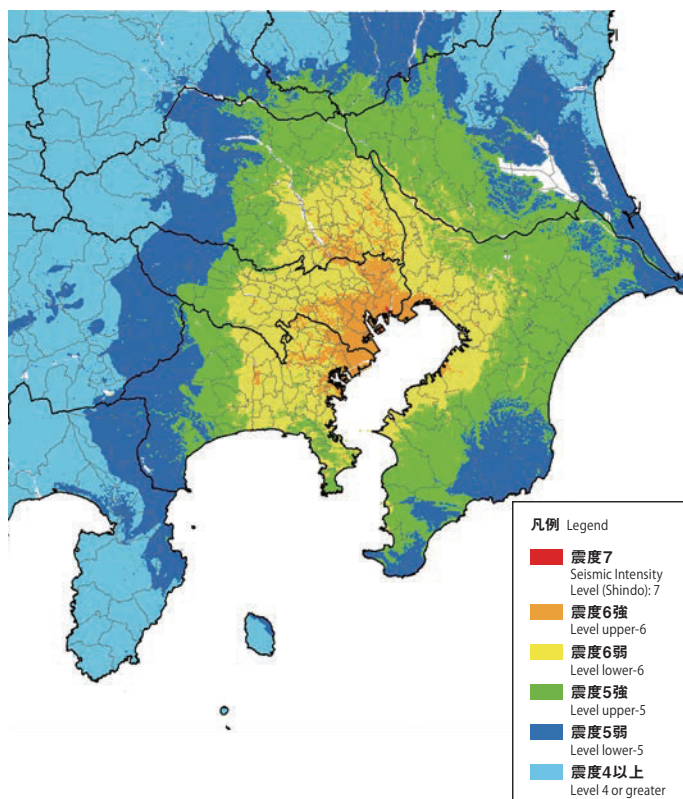 凡例 Legend
震度7
Seismic Intensity
Level (Shindo): 7
震度6強
Level upper-6
震度6弱
Level lower-6
震度5強
Level upper-5
震度5弱
Level lower-5
震度4以上
Level 4 or greater